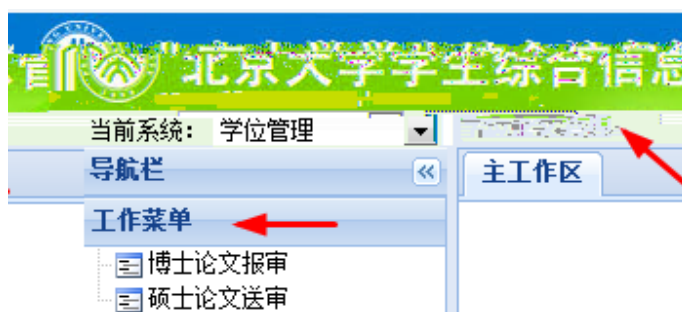 北京大学学生综合信息
当前系统： 学位管理
导航栏
主工作区
工作菜单
博士论文报审
硕士论文送审